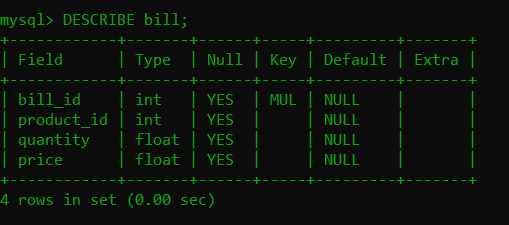 mysql> DESCRIBE bill;
+------------+-------+------+-----+---------+-------+
| Field      | Type  | Null | Key | Default | Extra |
+------------+-------+------+-----+---------+-------+
| bill_id    | int   | YES  | MUL | NULL    |       |
| product_id | int   | YES  |     | NULL    |       |
| quantity   | float | YES  |     | NULL    |       |
| price      | float | YES  |     | NULL    |       |
+------------+-------+------+-----+---------+-------+
4 rows in set (0.00 sec)